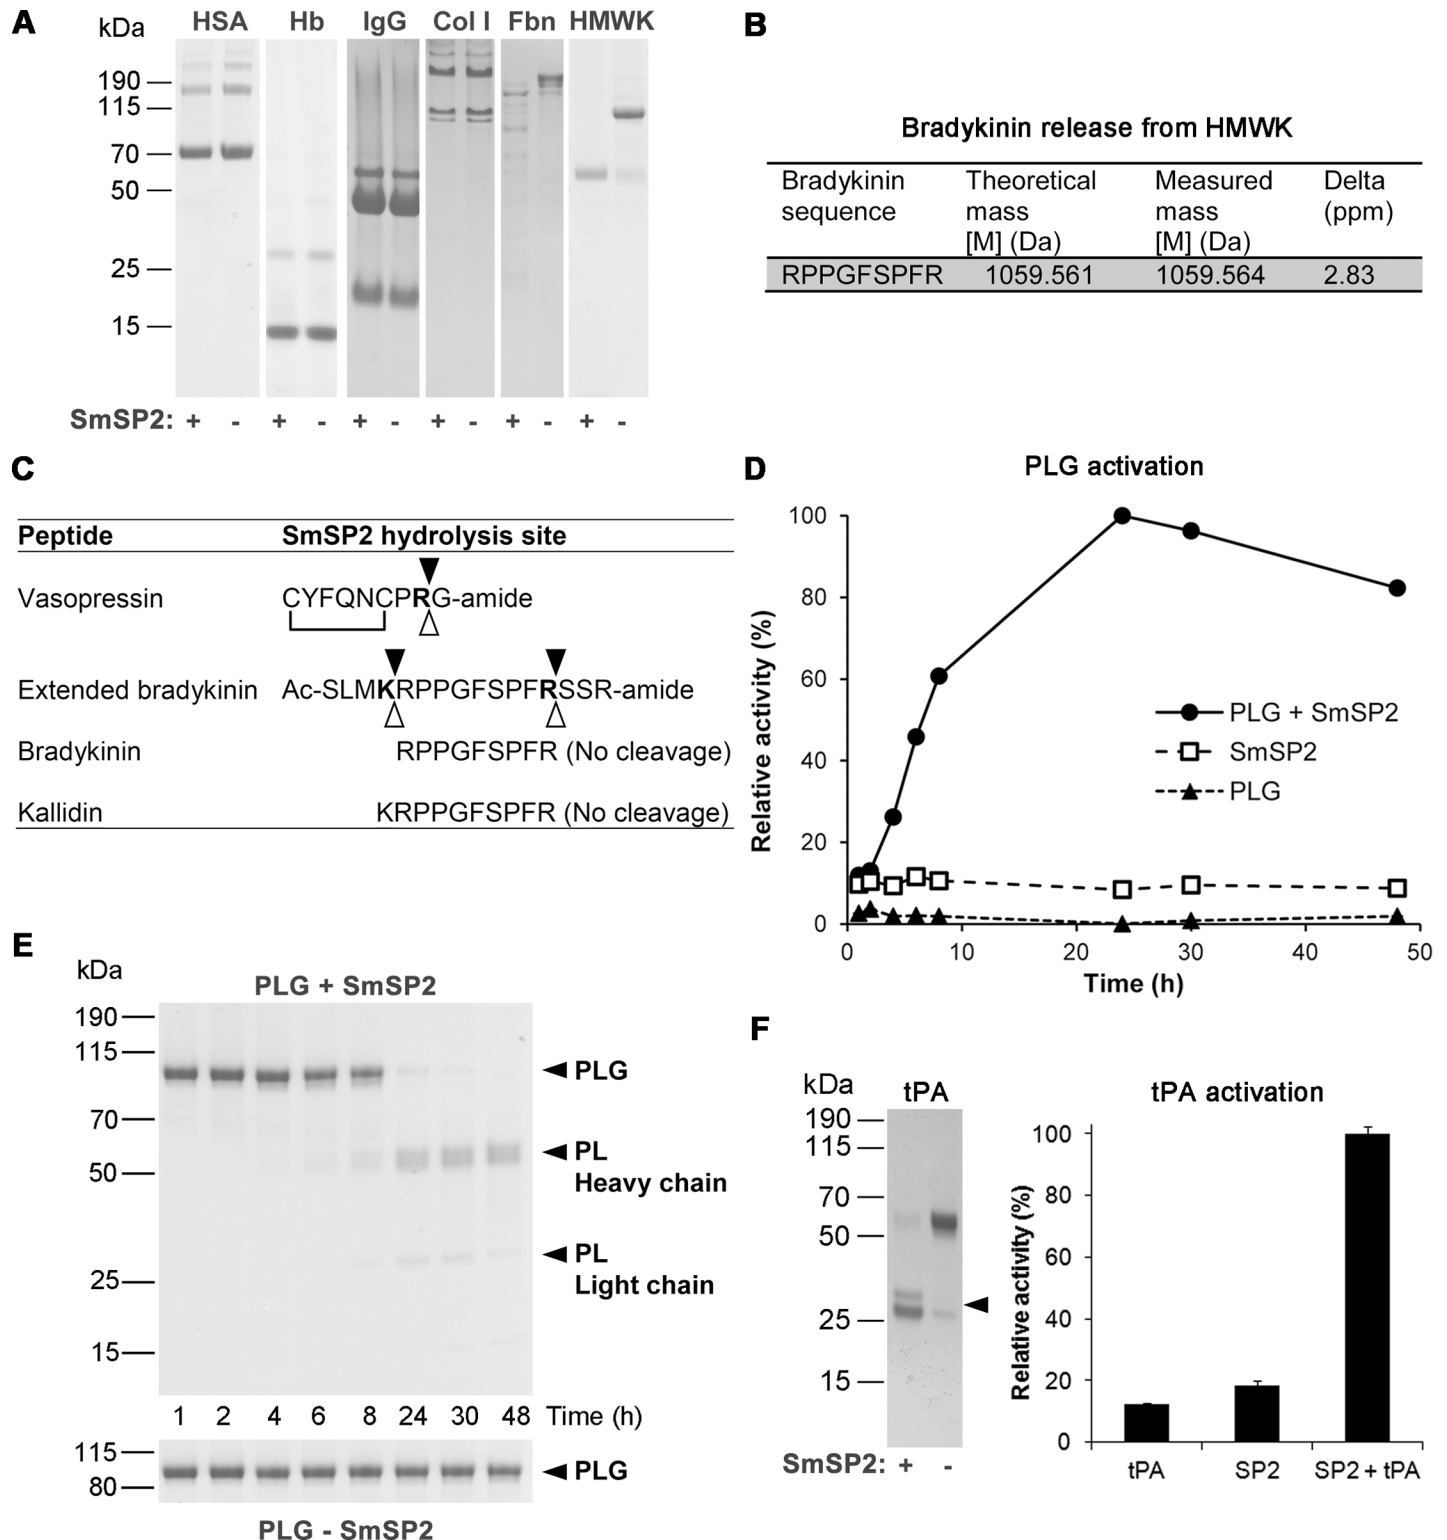 A
kDa
HSA Hb IgG Col I Fbn HMWK
190
115
70
50
25
15
SmSP2: + - + - + - + - + - + -
B
Bradykinin release from HMWK
Bradykinin sequence Theoretical mass [M] (Da) Measured mass [M] (Da) Delta (ppm)
RPPGFSPFR 1059.561 1059.564 2.83
C
Peptide SmSP2 hydrolysis site
Vasopressin CYFQNCPRG-amide
Extended bradykinin Ac-SLMKRPPGFSPFRSSR-amide
Bradykinin RPPGFSPFR (No cleavage)
Kallidin KRPPGFSPFR (No cleavage)
D
PLG activation
Relative activity (%)
100
80
60
40
20
0
0 10 20 30 40 50
Time (h)
PLG + SmSP2
SmSP2
PLG
E
kDa
PLG + SmSP2
190
115
70
50
25
15
PLG
PL
Heavy chain
PL
Light chain
1 2 4 6 8 24 30 48 Time (h)
115
80
PLG
PLG - SmSP2
F
kDa
tPA
190
115
70
50
25
15
SmSP2: + -
tPA activation
Relative activity (%)
100
80
60
40
20
0
tPA SP2 SP2 + tPA